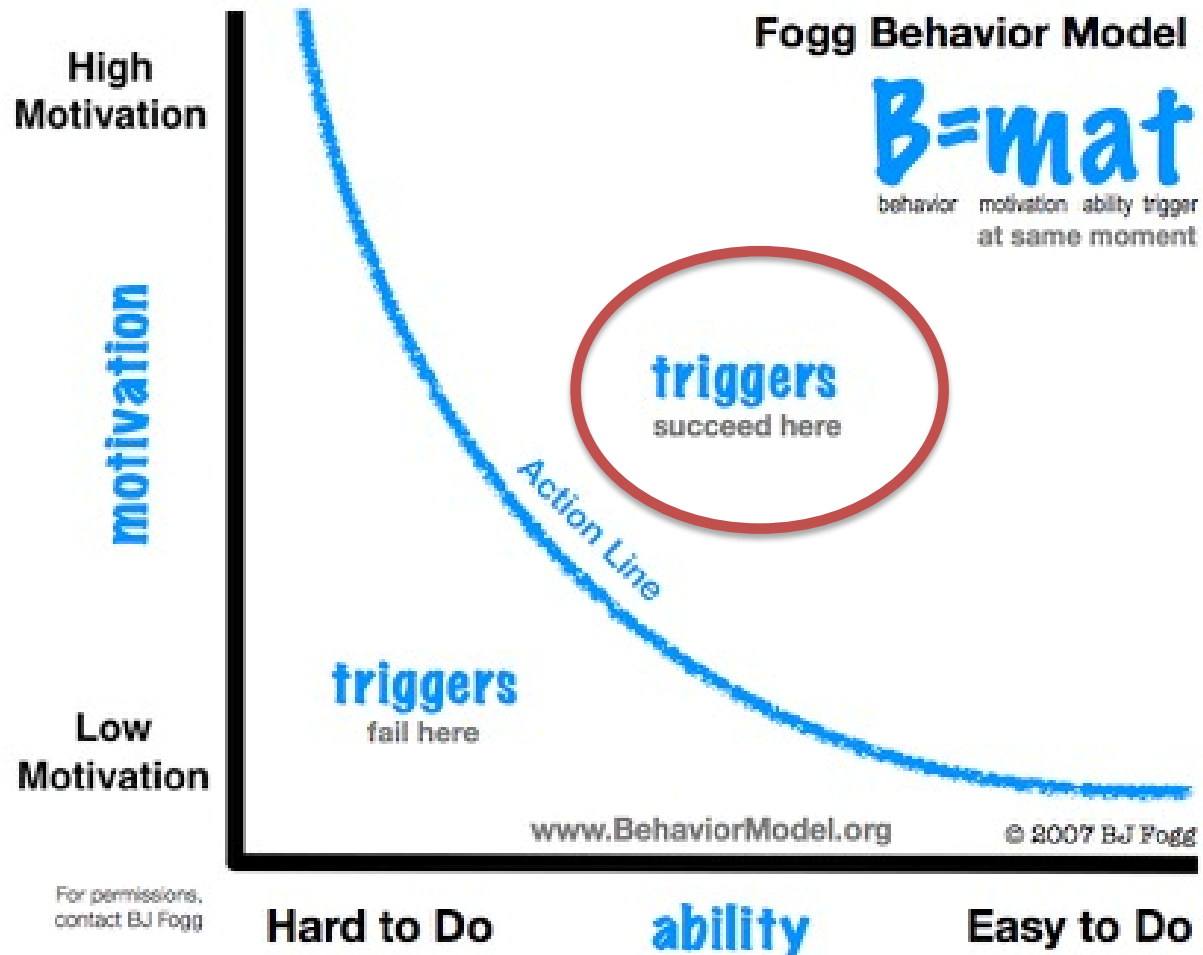 Fogg Behavior Model
B=mat
behavior motivation ability trigger
at same moment
High
Motivation
motivation
triggers
succeed here
Action Line
triggers
fail here
Low
Motivation
www.BehaviorModel.org
© 2007 BJ Fogg
For permissions,
contact BJ Fogg
Hard to Do
ability
Easy to Do